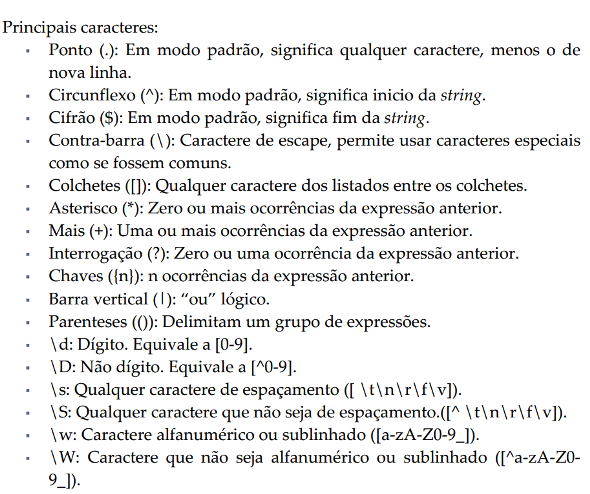 Principais caracteres:
▪ Ponto (.): Em modo padrão, significa qualquer caractere, menos o de
nova linha.
▪ Circunflexo (^): Em modo padrão, significa inicio da string.
▪ Cifrão ($): Em modo padrão, significa fim da string.
▪ Contra-barra (\): Caractere de escape, permite usar caracteres especiais
como se fossem comuns.
▪ Colchetes ([]): Qualquer caractere dos listados entre os colchetes.
▪ Asterisco (*): Zero ou mais ocorrências da expressão anterior.
▪ Mais (+): Uma ou mais ocorrências da expressão anterior.
▪ Interrogação (?): Zero ou uma ocorrência da expressão anterior.
▪ Chaves ({n}): n ocorrências da expressão anterior.
▪ Barra vertical (|): “ou” lógico.
▪ Parenteses (()): Delimitam um grupo de expressões.
▪ \d: Dígito. Equivale a [0-9].
▪ \D: Não dígito. Equivale a [^0-9].
▪ \s: Qualquer caractere de espaçamento ([ \t\n\r\f\v]).
▪ \S: Qualquer caractere que não seja de espaçamento.([^ \t\n\r\f\v]).
▪ \w: Caractere alfanumérico ou sublinhado ([a-zA-Z0-9_]).
▪ \W: Caractere que não seja alfanumérico ou sublinhado ([^a-zA-Z0-
9_]).